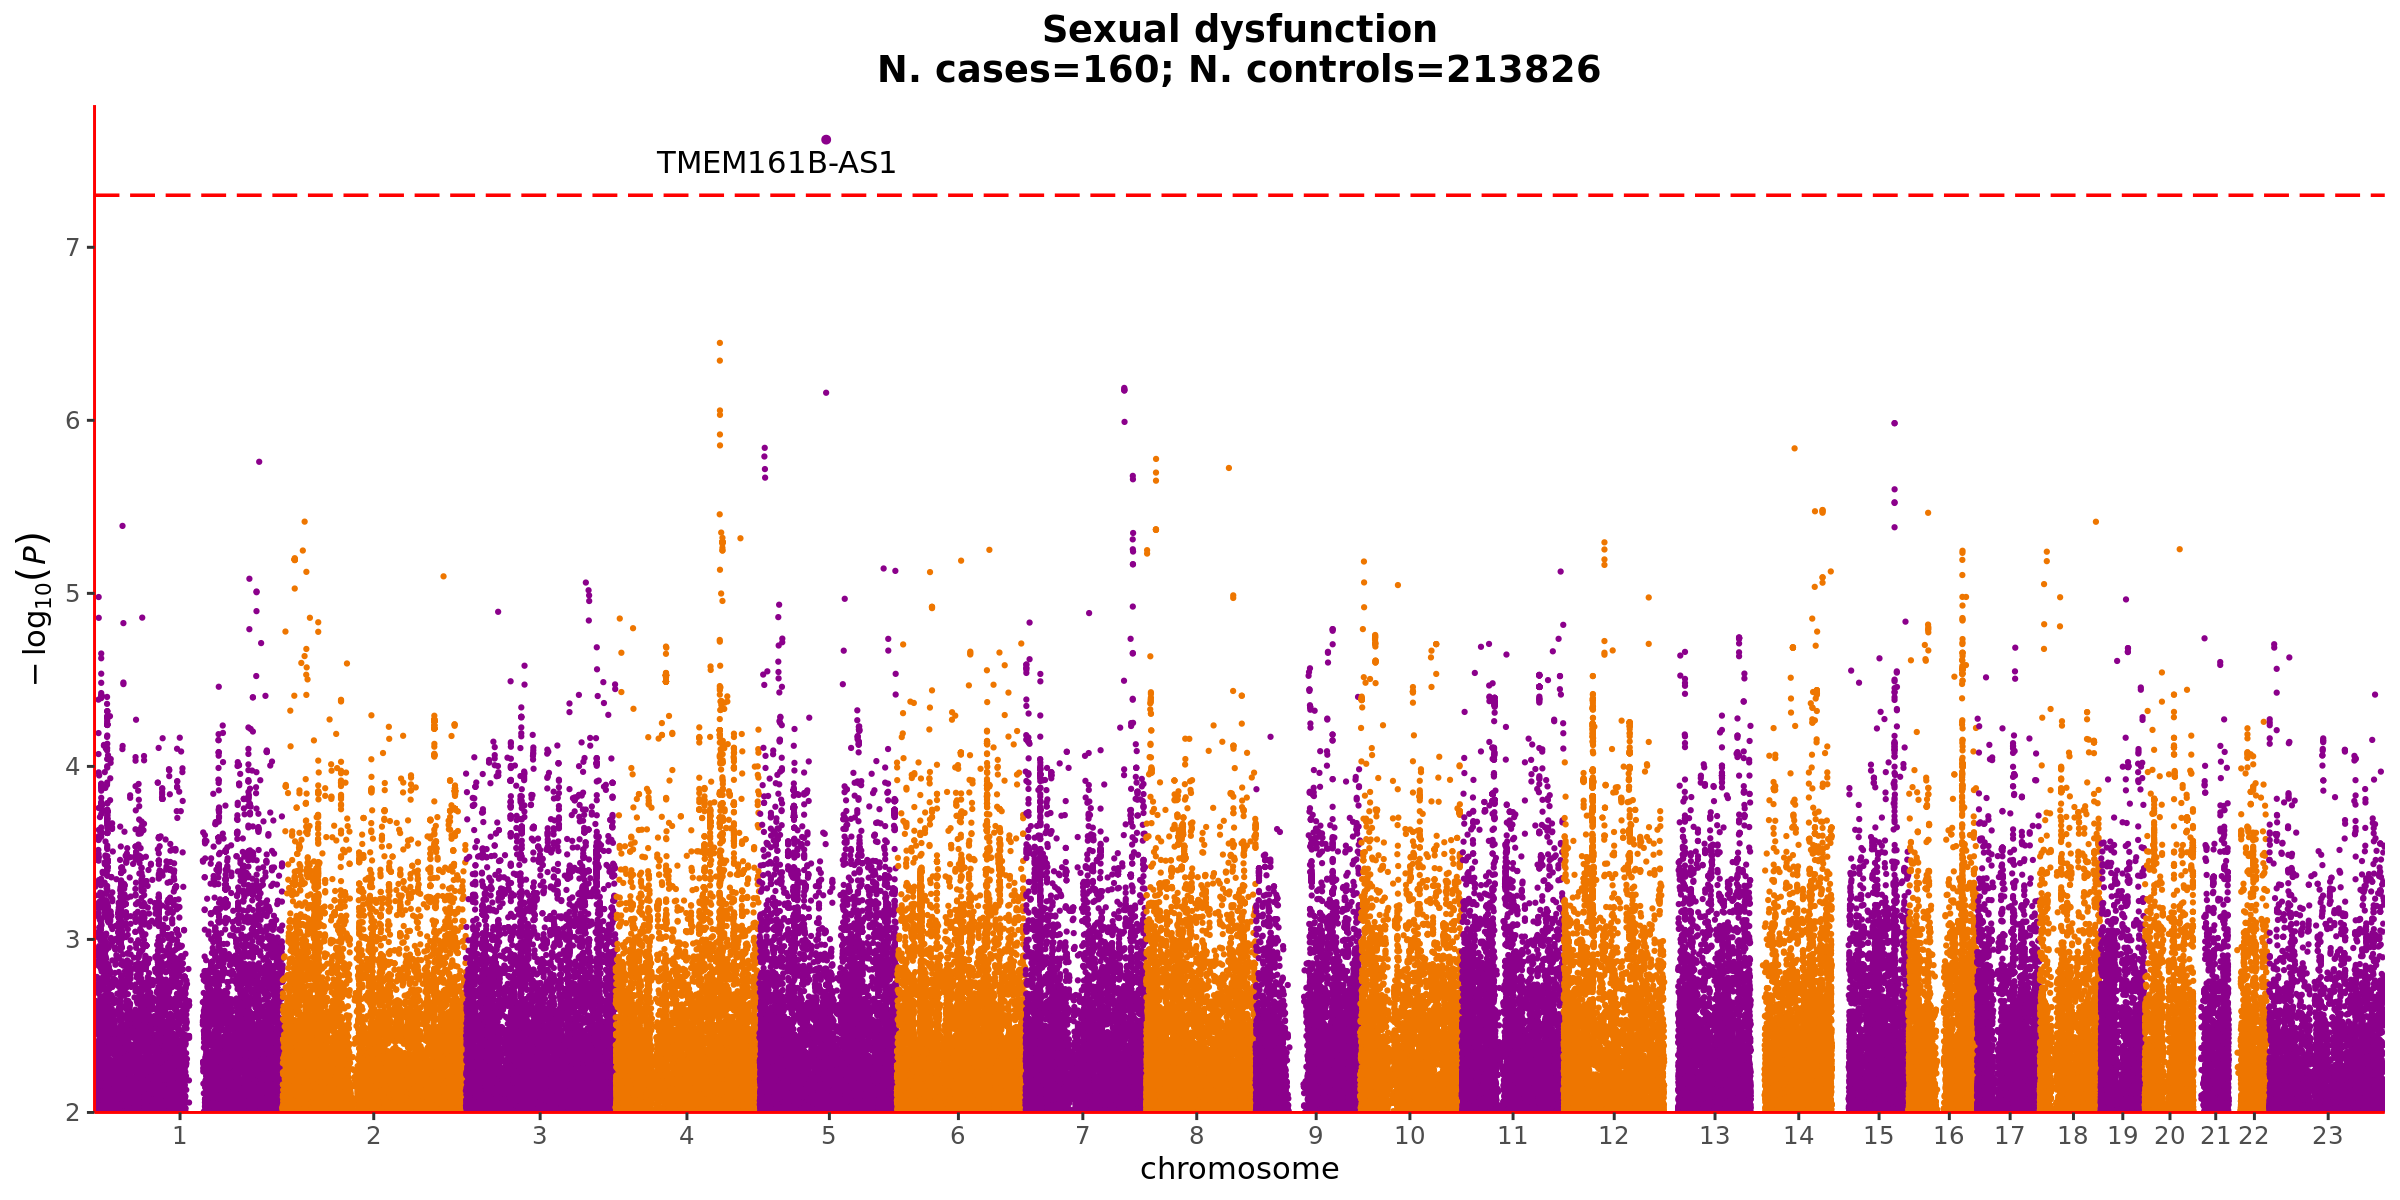 Sexual dysfunction
N. cases=160; N. controls=213826
TMEM161B-AS1
7
6
5
4
3
2
−log10(P)
1 2 3 4 5 6 7 8 9 10 11 12 13 14 15 16 17 18 19 20 21 22 23
chromosome